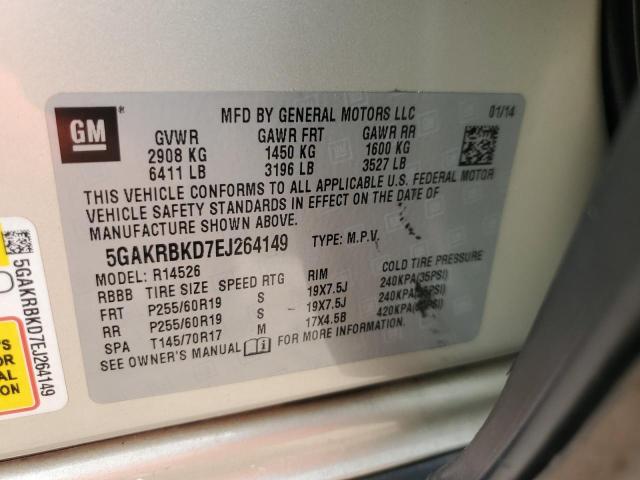 GM
MFD BY GENERAL MOTORS LLC 01/14
GVWR GAWR FRT GAWR RR
2908 KG 1450 KG 1600 KG
6411 LB 3196 LB 3527 LB
THIS VEHICLE CONFORMS TO ALL APPLICABLE U.S. FEDERAL MOTOR
VEHICLE SAFETY STANDARDS IN EFFECT ON THE DATE OF
MANUFACTURE SHOWN ABOVE.
5GAKRBKD7EJ264149 TYPE: M.P.V.
MODEL: R14526
RBBB TIRE SIZE SPEED RTG RIM COLD TIRE PRESSURE
FRT P255/60R19 S 19X7.5J 240KPA(35PSI)
RR P255/60R19 S 19X7.5J 240KPA
SPA T145/70R17 M 17X4.5B 420KPA
SEE OWNER'S MANUAL FOR MORE INFORMATION.
5GAKRBKD7EJ264149
OR
AL
ION